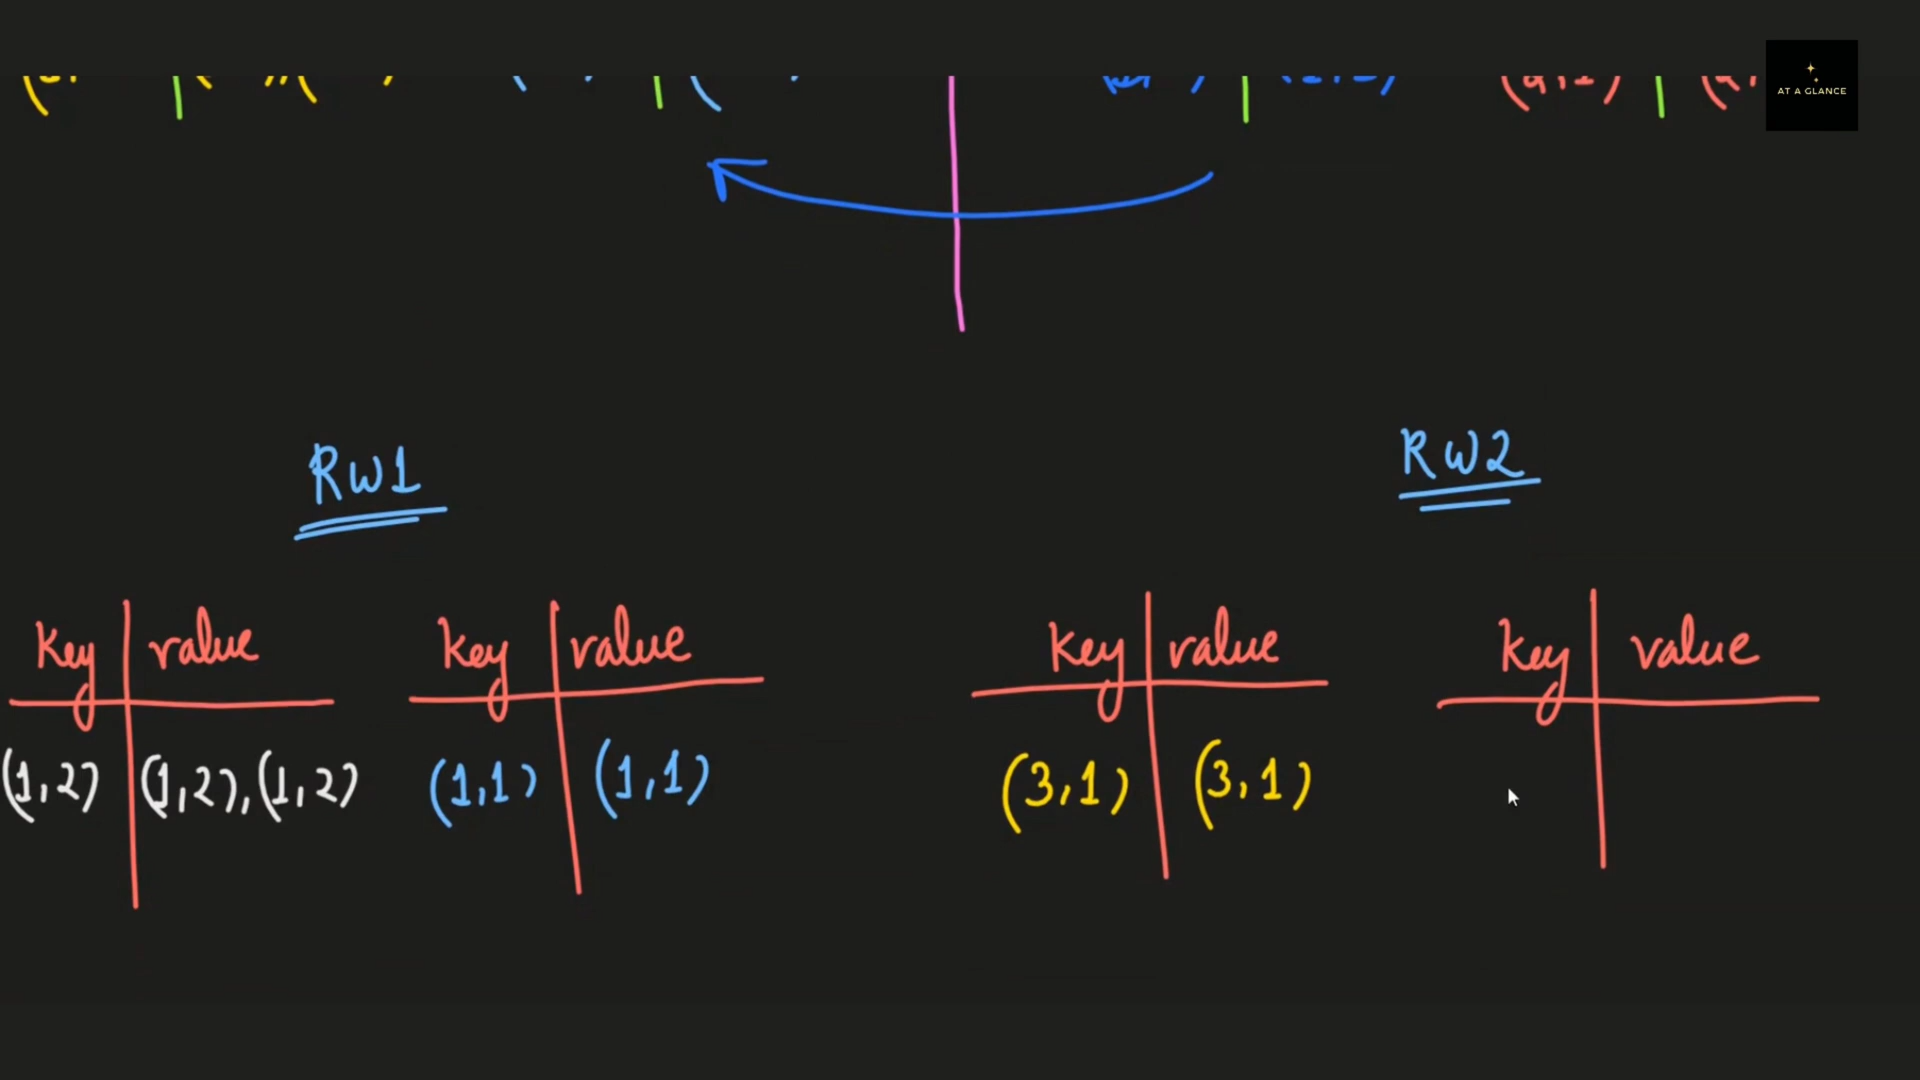 AT A GLANCE
RW1
RW2
key value key value key value key value
(1,2) (1,2),(1,2) (1,1) (1,1) (3,1) (3,1)